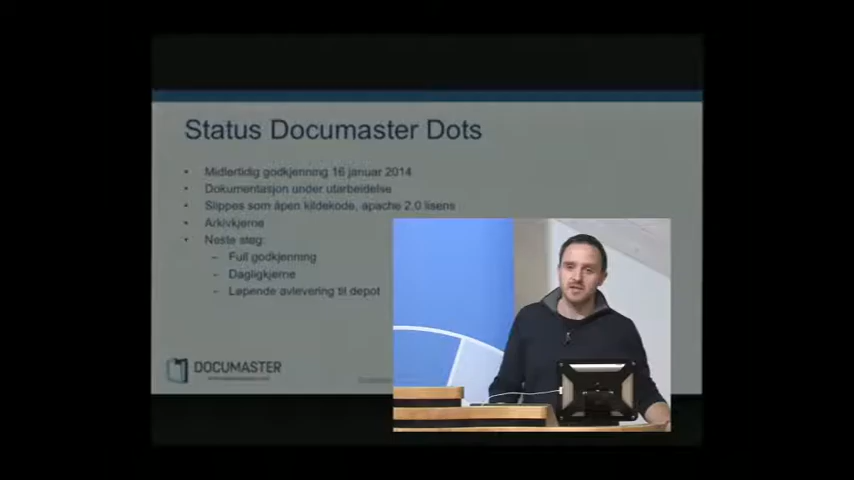 Status Documaster Dots
• Midlertidig godkjenning 16 januar 2014
• Dokumentasjon under utarbeidelse
• Slippes som åpen kildekode, apache 2.0 lisens
• Arkivkjerne
• Neste steg:
– Full godkjenning
– Dagligkjerne
– Løpende avlevering til depot
DOCUMASTER